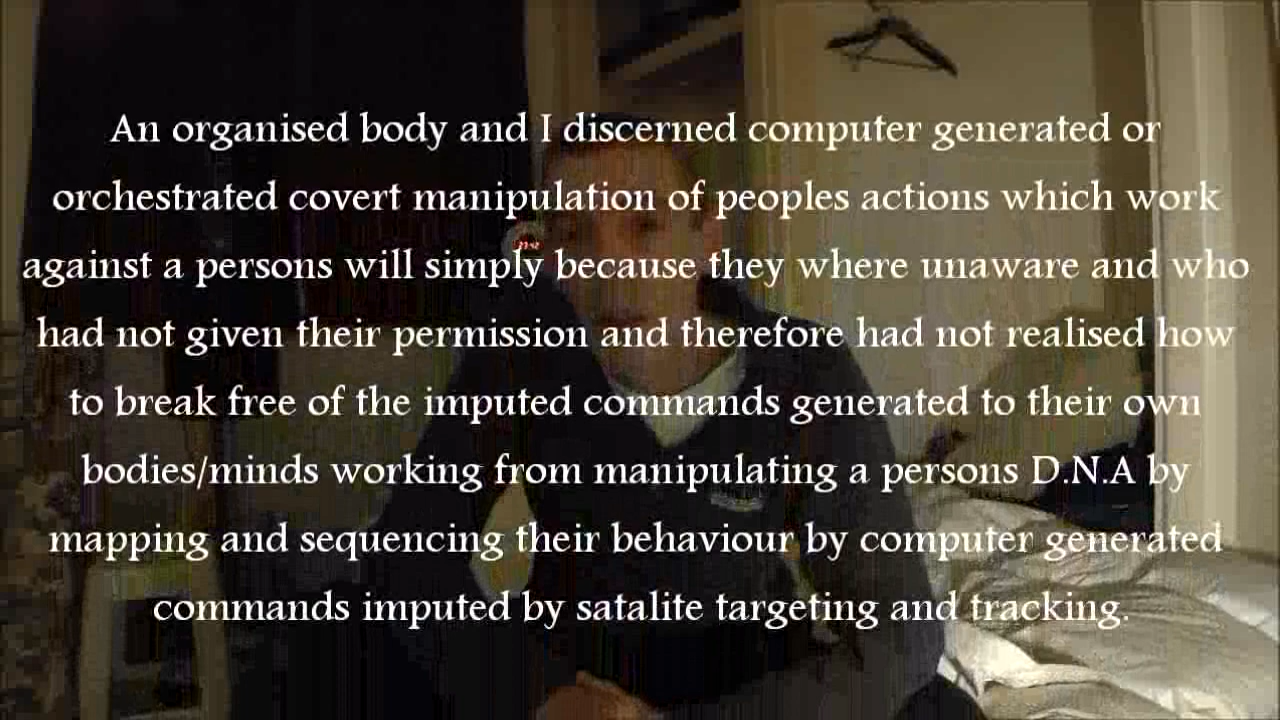 An organised body and I discerned computer generated or
orchestrated covert manipulation of peoples actions which work
against a persons will simply because they where unaware and who
had not given their permission and therefore had not realised how
to break free of the imputed commands generated to their own
bodies/minds working from manipulating a persons D.N.A by
mapping and sequencing their behaviour by computer generated
commands imputed by satalite targeting and tracking.